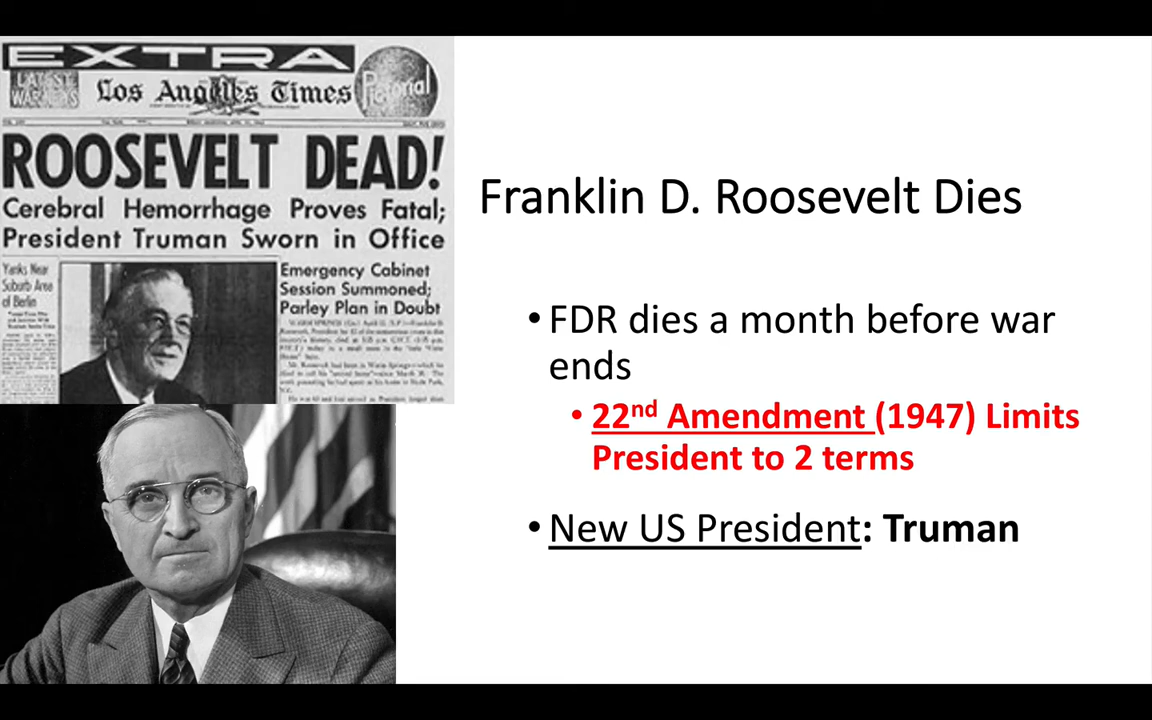 EXTRA
LATEST
WAR NEWS
Los Angeles Times
Pictorial
ROOSEVELT DEAD!
Cerebral Hemorrhage Proves Fatal;
President Truman Sworn in Office
Yanks Near
Suburb Area
of Berlin
Emergency Cabinet
Session Summoned;
Parley Plan in Doubt
Franklin D. Roosevelt Dies
• FDR dies a month before war
ends
• 22nd Amendment (1947) Limits
President to 2 terms
• New US President: Truman